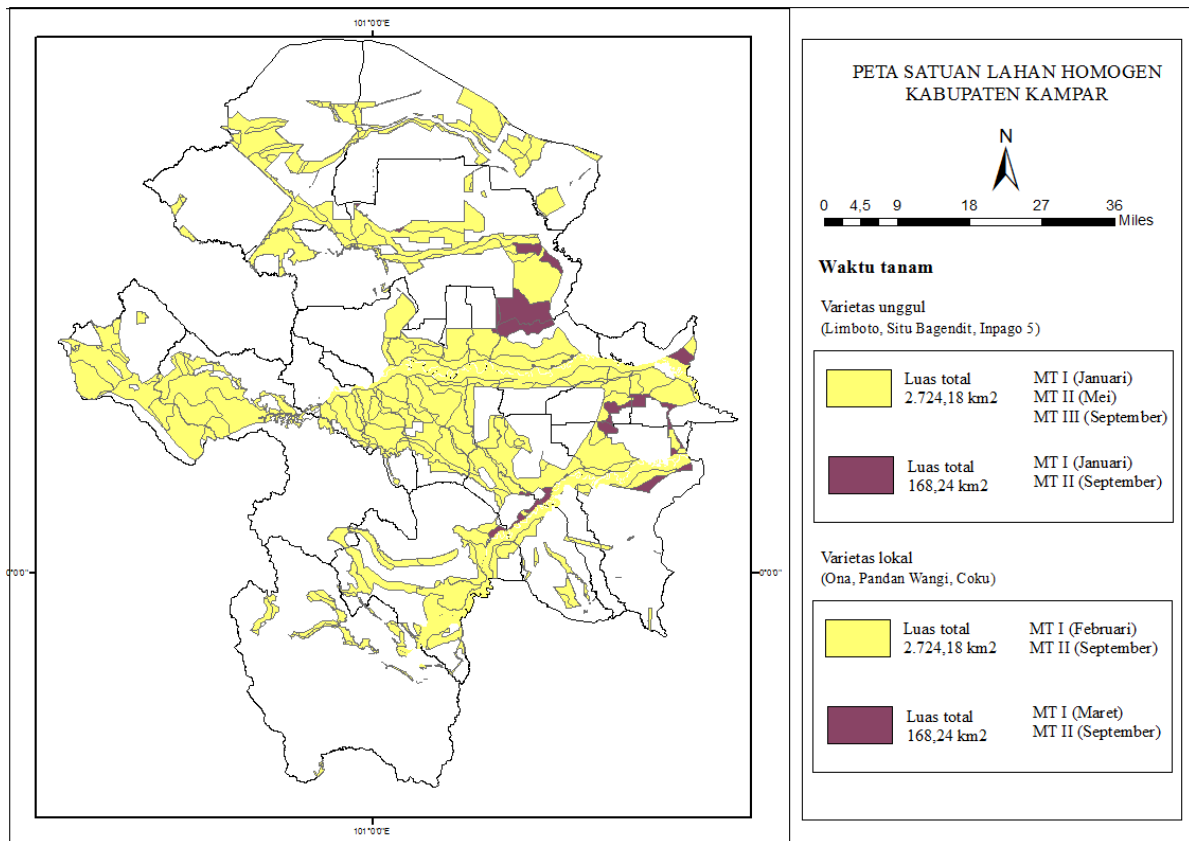 101°0'0"E
0°0'0"
0°0'0"
101°0'0"E
PETA SATUAN LAHAN HOMOGEN
KABUPATEN KAMPAR
N
0 4,5 9 18 27 36
Miles
Waktu tanam
Varietas unggul
(Limboto, Situ Bagendit, Inpago 5)
Luas total MT I (Januari)
2.724,18 km2 MT II (Mei)
MT III (September)
Luas total MT I (Januari)
168,24 km2 MT II (September)
Varietas lokal
(Ona, Pandan Wangi, Coku)
Luas total MT I (Februari)
2.724,18 km2 MT II (September)
Luas total MT I (Maret)
168,24 km2 MT II (September)